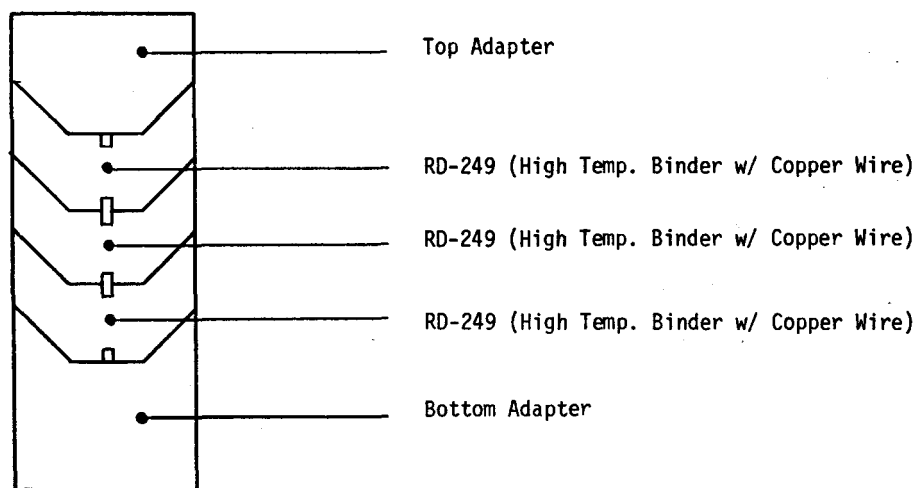 Top Adapter
RD-249 (High Temp. Binder w/ Copper Wire)
RD-249 (High Temp. Binder w/ Copper Wire)
RD-249 (High Temp. Binder w/ Copper Wire)
Bottom Adapter